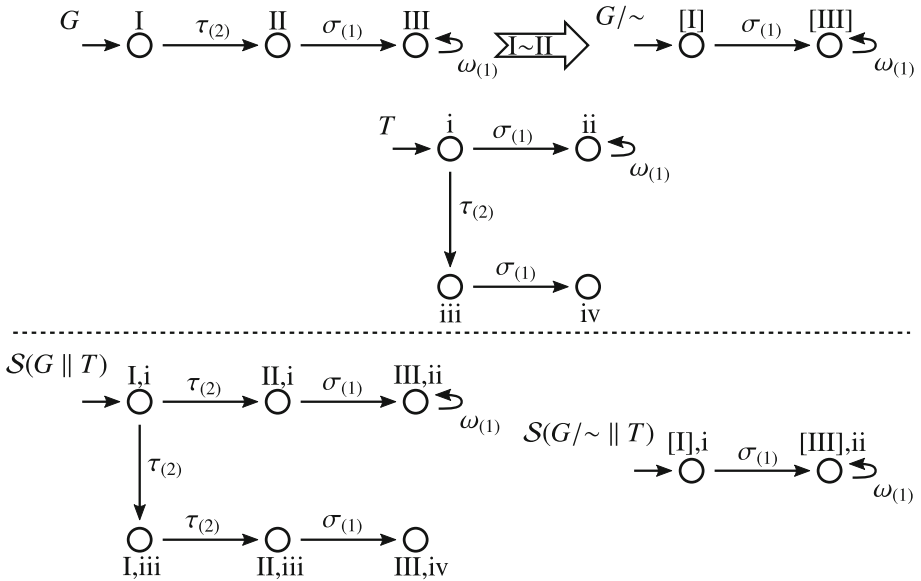 G I τ(2) II σ(1) III ω(1) I~II G/~ [I] σ(1) [III] ω(1)
T i σ(1) ii ω(1)
τ(2)
iii σ(1) iv
S(G ∥ T) I,i τ(2) II,i σ(1) III,ii ω(1)
S(G/~ ∥ T) [I],i σ(1) [III],ii ω(1)
τ(2)
I,iii τ(2) II,iii σ(1) III,iv